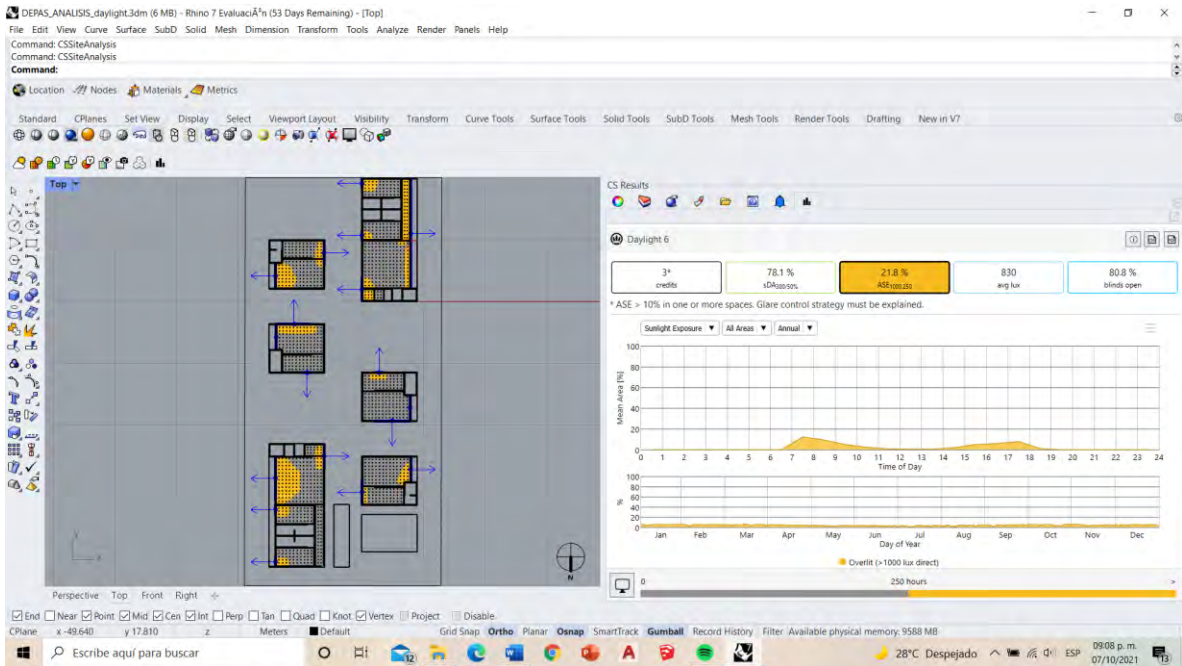 DEPAS_ANALISIS_daylight.3dm (6 MB) - Rhino 7 EvaluaciÃ³n (53 Days Remaining) - [Top]
File Edit View Curve Surface SubD Solid Mesh Dimension Transform Tools Analyze Render Panels Help
Command: CSSiteAnalysis
Command: CSSiteAnalysis
Command:
Location Nodes Materials Metrics
Standard CPlanes Set View Display Select Viewport Layout Visibility Transform Curve Tools Surface Tools Solid Tools SubD Tools Mesh Tools Render Tools Drafting New in V7
Top
CS Results
Daylight 6
3* 78.1 % 21.8 % 830 80.8 %
credits sDA300/50% ASE1000,250 avg lux blinds open
* ASE > 10% in one or more spaces. Glare control strategy must be explained.
Sunlight Exposure All Areas Annual
Mean Area [%]
100
80
60
40
20
0
0 1 2 3 4 5 6 7 8 9 10 11 12 13 14 15 16 17 18 19 20 21 22 23 24
Time of Day
%
100
80
60
40
20
0
Jan Feb Mar Apr May Jun Jul Aug Sep Oct Nov Dec
Day of Year
Overlit (>1000 lux direct)
0 250 hours
N
y
x
Perspective Top Front Right
End Near Point Mid Cen Int Perp Tan Quad Knot Vertex Project Disable
CPlane x -49.640 y 17.810 z Meters Default Grid Snap Ortho Planar Osnap SmartTrack Gumball Record History Filter Available physical memory: 9588 MB
Escribe aquí para buscar
12
28°C Despejado ESP
09:08 p. m.
07/10/2021
13